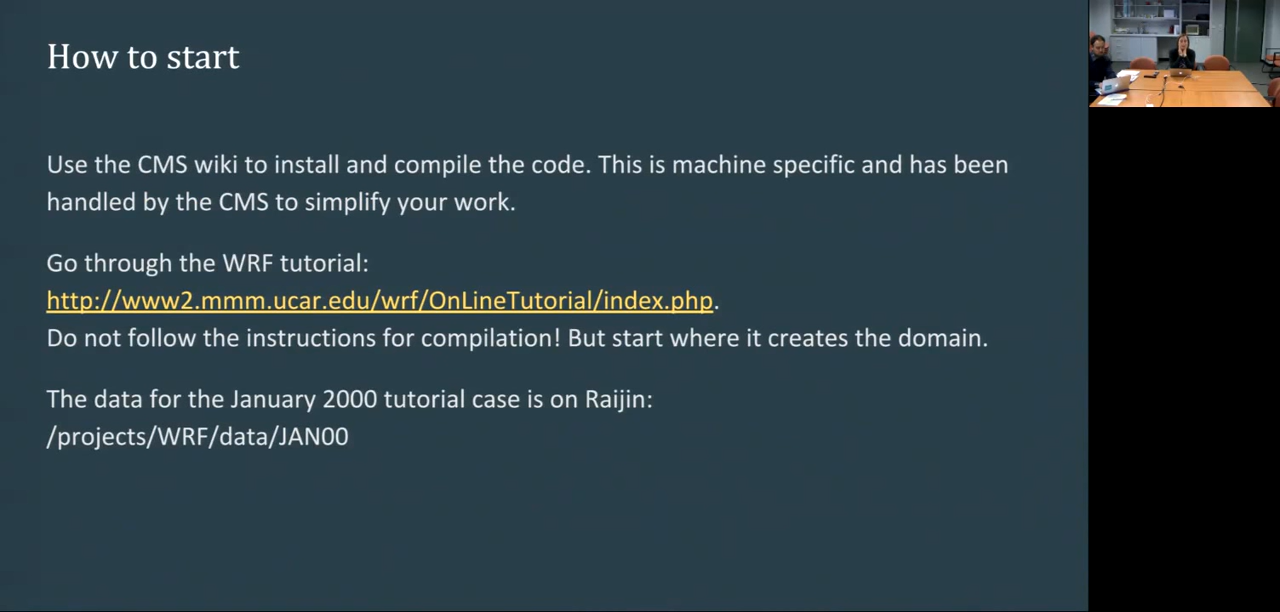 How to start
Use the CMS wiki to install and compile the code. This is machine specific and has been
handled by the CMS to simplify your work.
Go through the WRF tutorial:
http://www2.mmm.ucar.edu/wrf/OnLineTutorial/index.php.
Do not follow the instructions for compilation! But start where it creates the domain.
The data for the January 2000 tutorial case is on Raijin:
/projects/WRF/data/JAN00